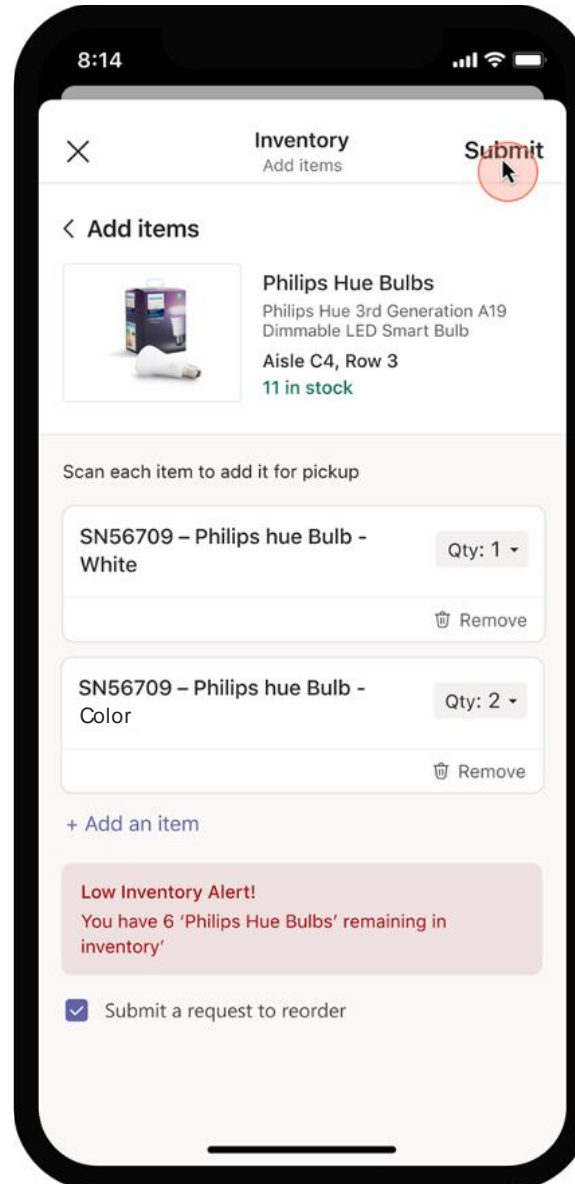 8:14
Inventory
Add items
Submit
Add items
Philips Hue Bulbs
Philips Hue 3rd Generation A19
Dimmable LED Smart Bulb
Aisle C4, Row 3
11 in stock
Scan each item to add it for pickup
SN56709 – Philips hue Bulb -
White
Qty: 1
Remove
SN56709 – Philips hue Bulb -
Color
Qty: 2
Remove
+ Add an item
Low Inventory Alert!
You have 6 ‘Philips Hue Bulbs’ remaining in
inventory’
Submit a request to reorder